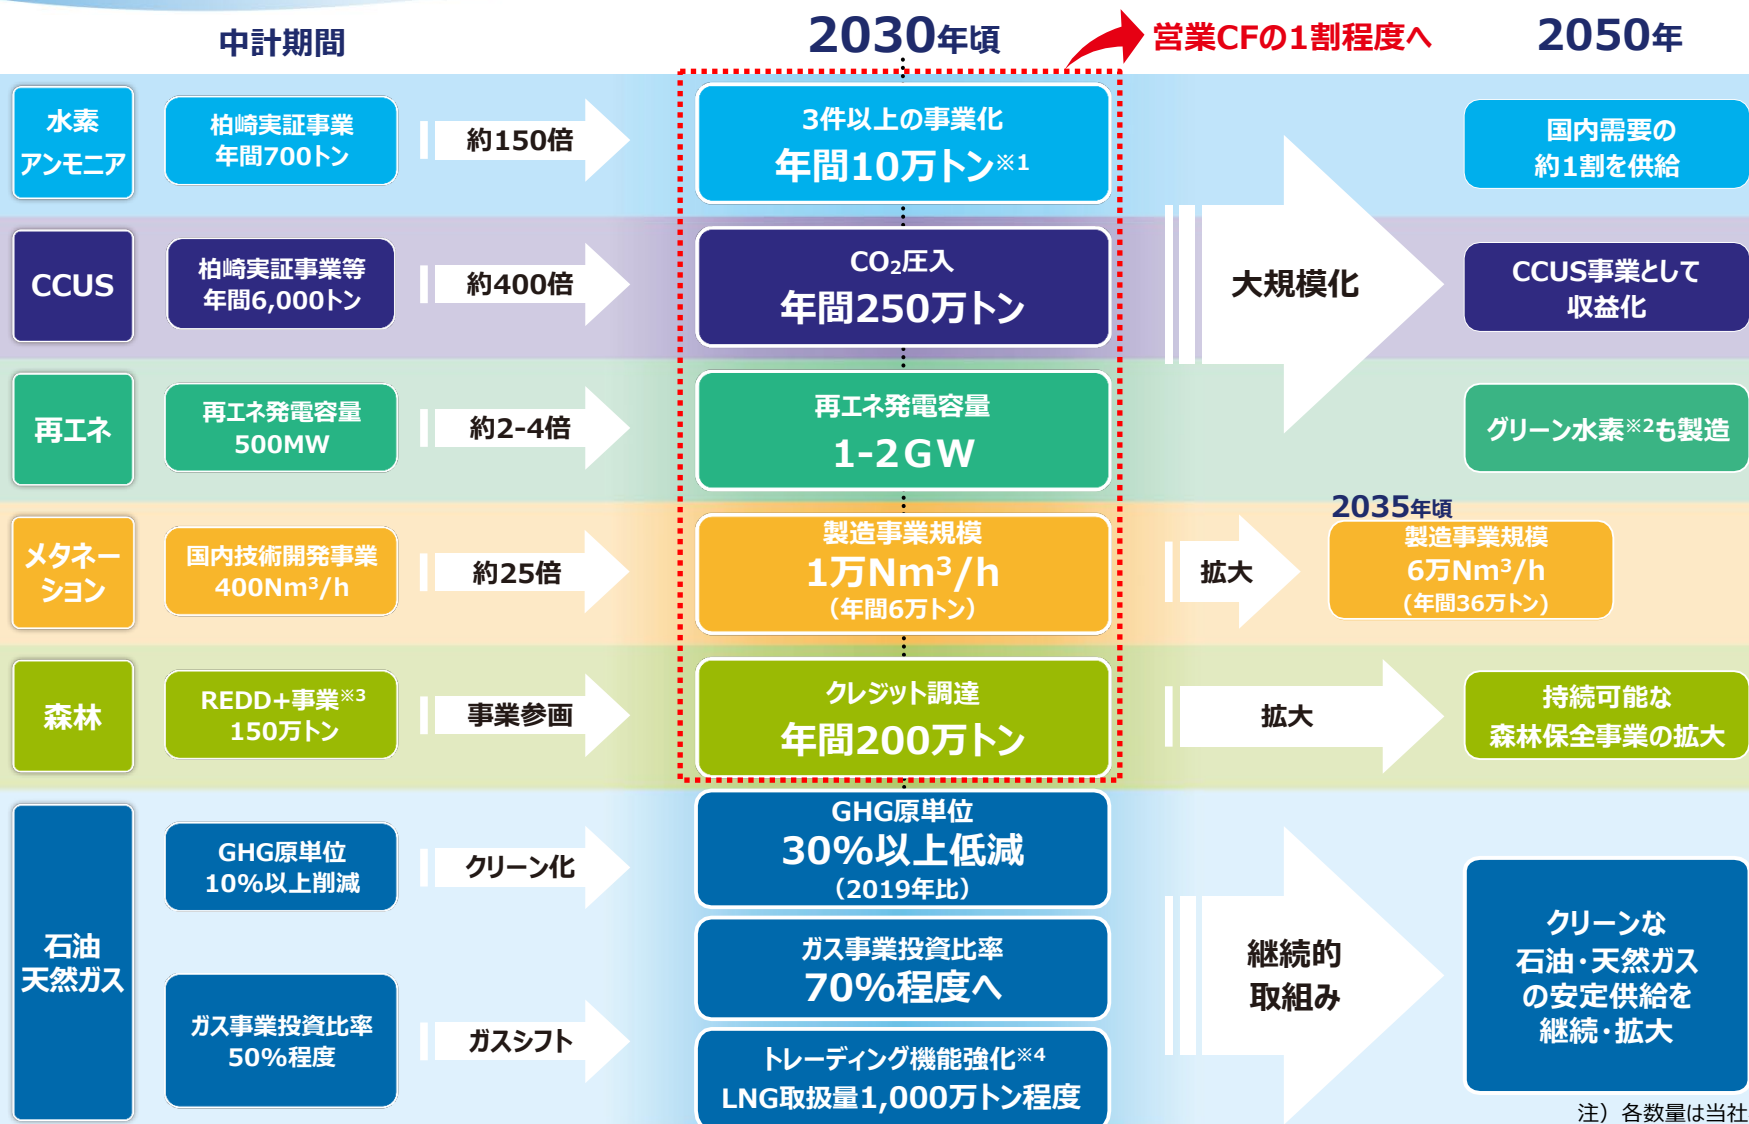 中計期間
2030年頃
営業CFの1割程度へ
2050年
水素
アンモニア
柏崎実証事業
年間700トン
約150倍
3件以上の事業化
年間10万トン※1
国内需要の
約1割を供給
CCUS
柏崎実証事業等
年間6,000トン
約400倍
CO₂圧入
年間250万トン
大規模化
CCUS事業として
収益化
再エネ
再エネ発電容量
500MW
約2-4倍
再エネ発電容量
1-2GW
グリーン水素※2も製造
メタネー
ション
国内技術開発事業
400Nm³/h
約25倍
製造事業規模
1万Nm³/h
（年間6万トン）
拡大
2035年頃
製造事業規模
6万Nm³/h
(年間36万トン)
森林
REDD+事業※3
150万トン
事業参画
クレジット調達
年間200万トン
拡大
持続可能な
森林保全事業の拡大
石油
天然ガス
GHG原単位
10%以上削減
クリーン化
GHG原単位
30%以上低減
（2019年比）
ガス事業投資比率
50%程度
ガスシフト
ガス事業投資比率
70%程度へ
トレーディング機能強化※4
LNG取扱量1,000万トン程度
継続的
取組み
クリーンな
石油・天然ガス
の安定供給を
継続・拡大
注）各数量は当社